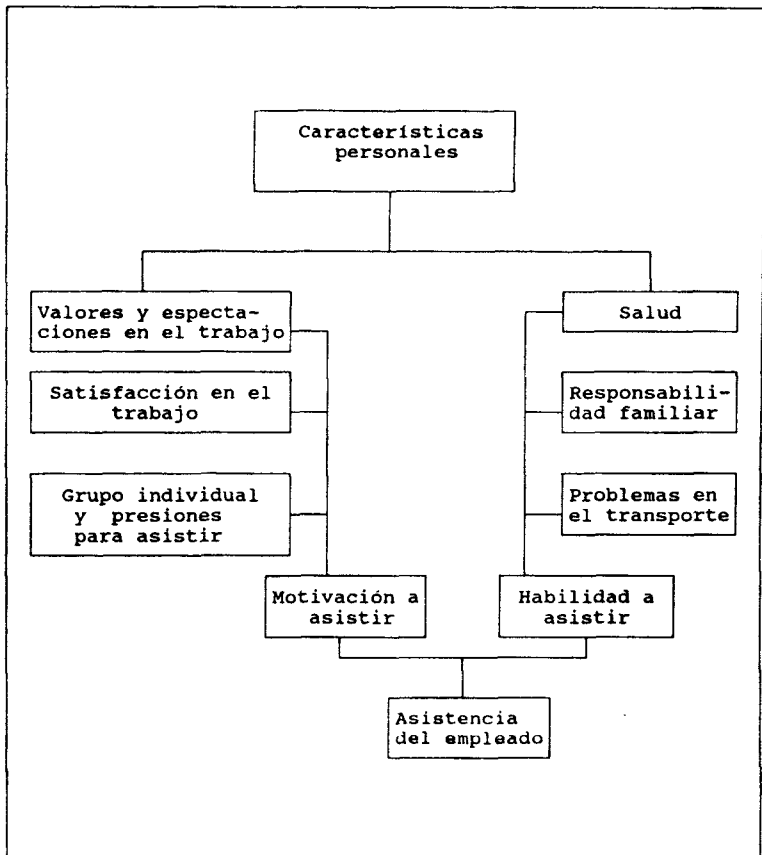 Características
personales
Valores y especta-
ciones en el trabajo
Salud
Satisfacción en el
trabajo
Responsabili-
dad familiar
Grupo individual
y presiones
para asistir
Problemas en
el transporte
Motivación a
asistir
Habilidad a
asistir
Asistencia
del empleado